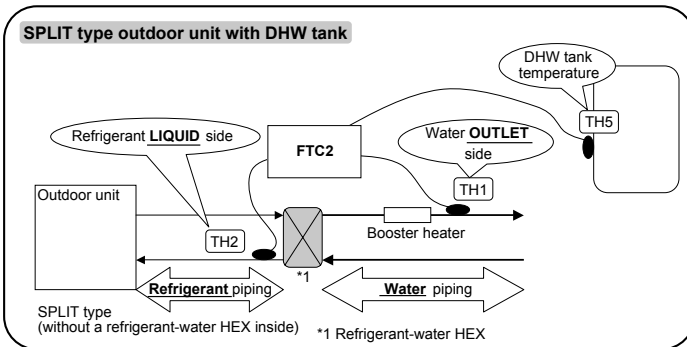 SPLIT type outdoor unit with DHW tank
DHW tank
temperature
TH5
Refrigerant LIQUID side
FTC2
Water OUTLET
side
TH1
Outdoor unit
TH2
Booster heater
*1
Refrigerant piping
Water piping
SPLIT type
(without a refrigerant-water HEX inside)
*1 Refrigerant-water HEX